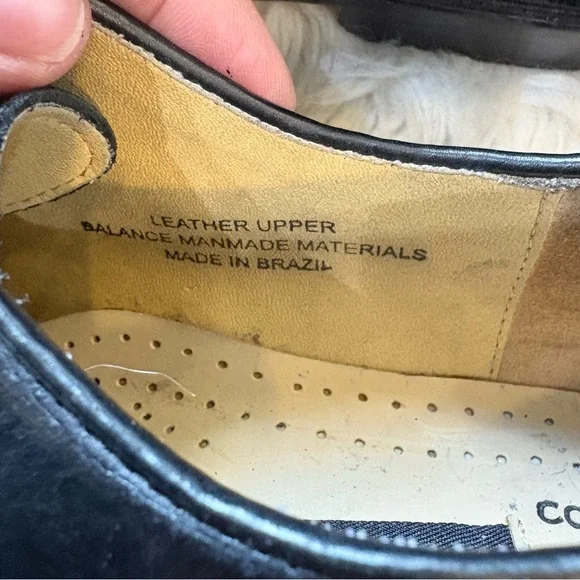 LEATHER UPPER
BALANCE MANMADE MATERIALS
MADE IN BRAZIL